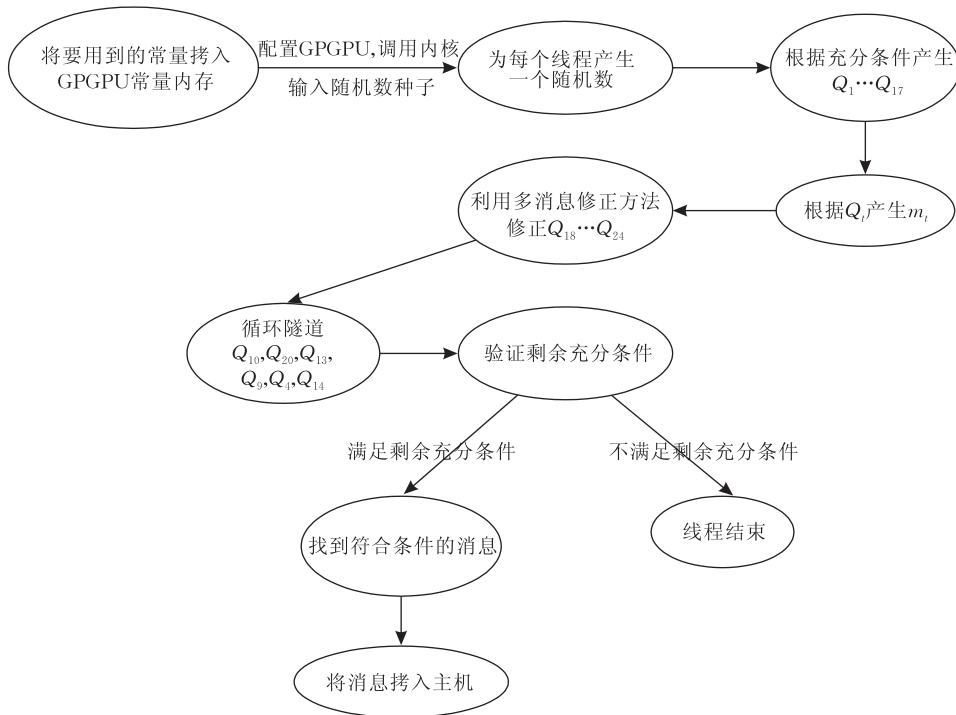 将要用到的常量拷入
GPGPU常量内存
配置GPGPU,调用内核
输入随机数种子
为每个线程产生
一个随机数
根据充分条件产生
Q₁…Q₁₇
根据Qₜ产生mₜ
利用多消息修正方法
修正Q₁₈…Q₂₄
循环隧道
Q₁₀,Q₂₀,Q₁₃,
Q₉,Q₄,Q₁₄
验证剩余充分条件
满足剩余充分条件
不满足剩余充分条件
找到符合条件的消息
线程结束
将消息拷入主机